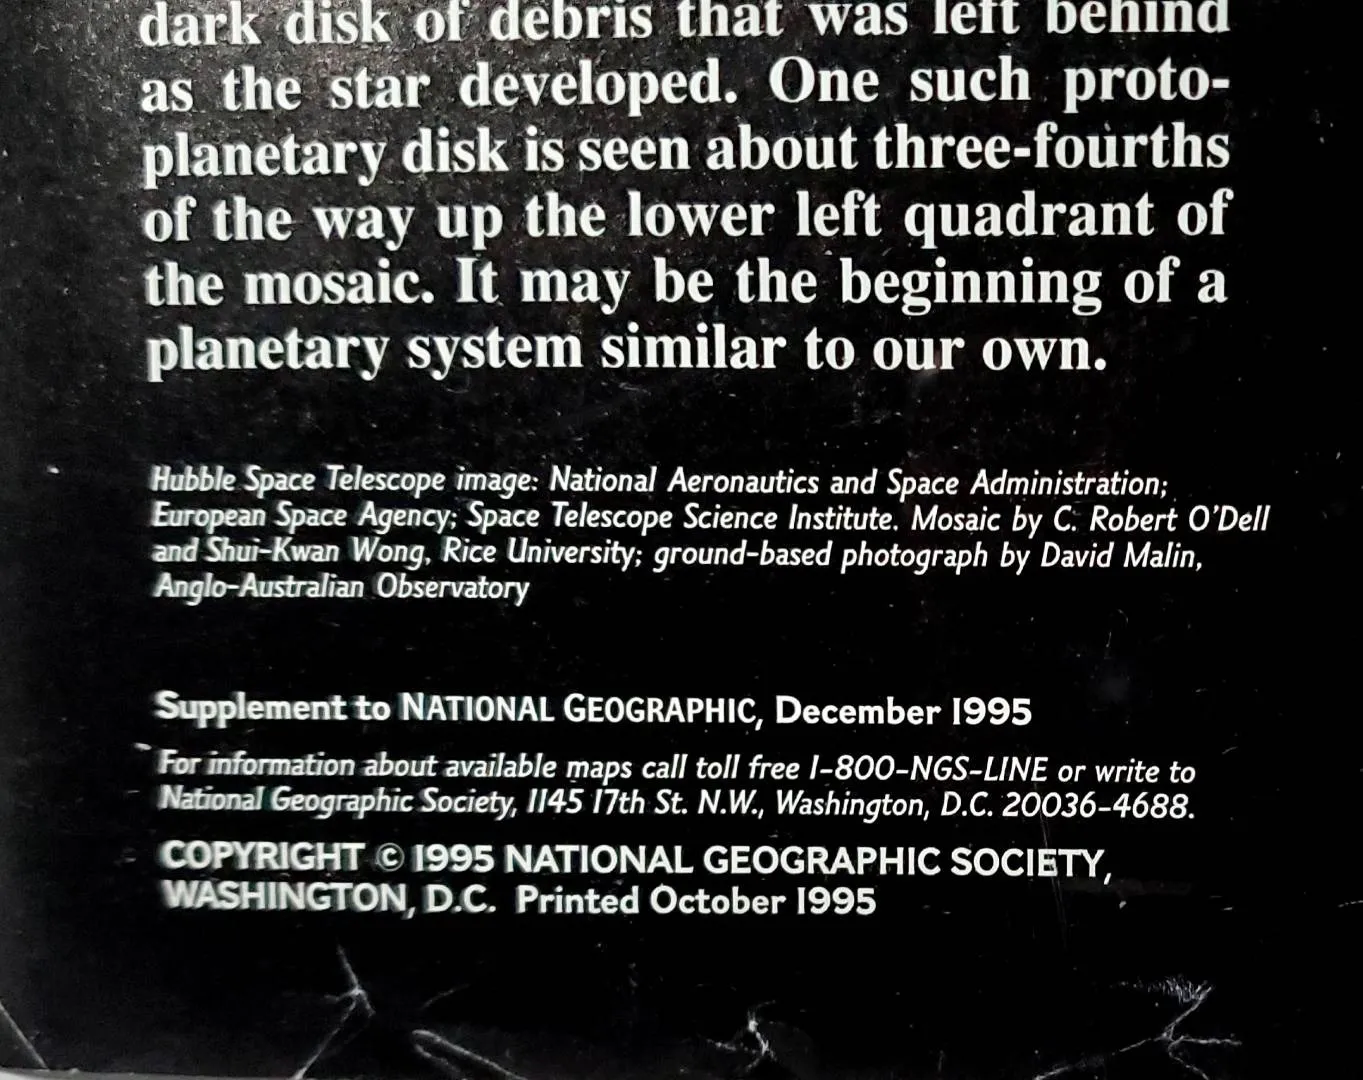 dark disk of debris that was left behind
as the star developed. One such proto-
planetary disk is seen about three-fourths
of the way up the lower left quadrant of
the mosaic. It may be the beginning of a
planetary system similar to our own.
Hubble Space Telescope image: National Aeronautics and Space Administration;
European Space Agency; Space Telescope Science Institute. Mosaic by C. Robert O'Dell
and Shui-Kwan Wong, Rice University; ground-based photograph by David Malin,
Anglo-Australian Observatory
Supplement to NATIONAL GEOGRAPHIC, December 1995
For information about available maps call toll free 1-800-NGS-LINE or write to
National Geographic Society, 1145 17th St. N.W., Washington, D.C. 20036-4688.
COPYRIGHT © 1995 NATIONAL GEOGRAPHIC SOCIETY,
WASHINGTON, D.C. Printed October 1995